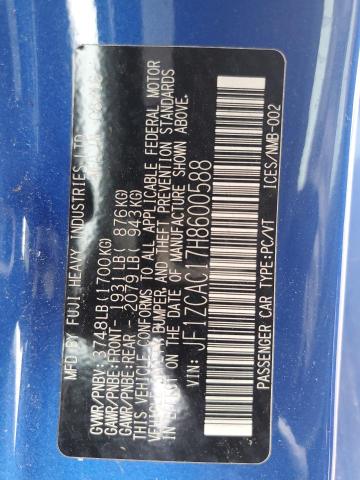 MFD BY FUJI HEAVY INDUSTRIES LTD.
GVWR/PNBV: 3748LB (1700KG)
GAWR/PNBE:FRONT- 1931LB( 876KG)
GAWR/PNBE:REAR - 2079LB( 943KG)
THIS VEHICLE CONFORMS TO ALL APPLICABLE FEDERAL MOTOR
VEHICLE SAFETY, BUMPER, AND THEFT PREVENTION STANDARDS
IN EFFECT ON THE DATE OF MANUFACTURE SHOWN ABOVE.
VIN: JF1ZCAC17H8600588
PASSENGER CAR TYPE:PC/VT ICES/NMB-002